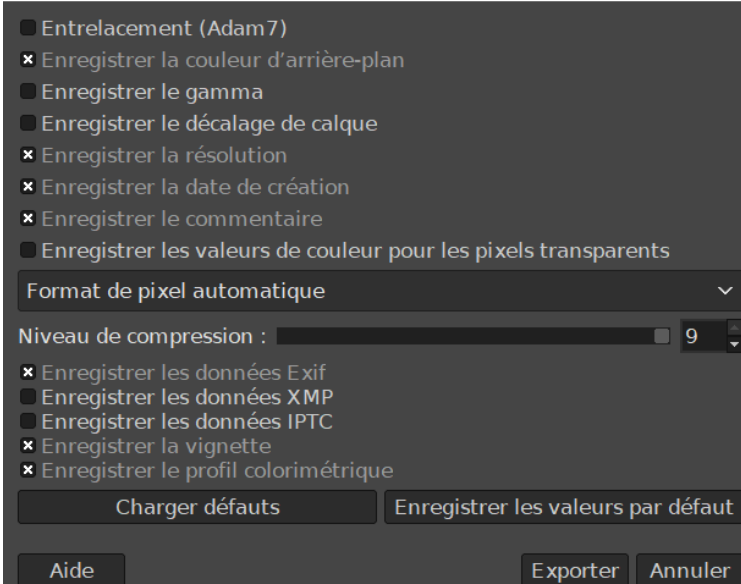 Entrelacement (Adam7)
Enregistrer la couleur d'arrière-plan
Enregistrer le gamma
Enregistrer le décalage de calque
Enregistrer la résolution
Enregistrer la date de création
Enregistrer le commentaire
Enregistrer les valeurs de couleur pour les pixels transparents
Format de pixel automatique
Niveau de compression : 9
Enregistrer les données Exif
Enregistrer les données XMP
Enregistrer les données IPTC
Enregistrer la vignette
Enregistrer le profil colorimétrique
Charger défauts Enregistrer les valeurs par défaut
Aide Exporter Annuler